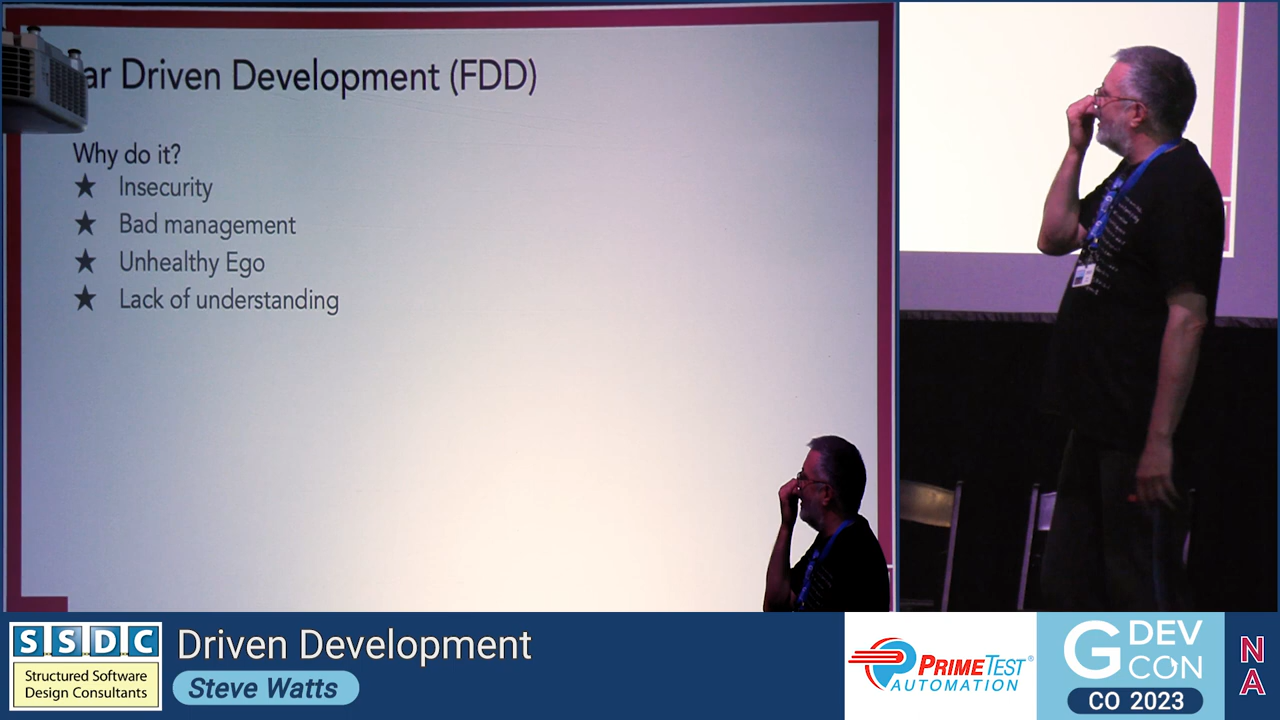 ar Driven Development (FDD)
Why do it?
★ Insecurity
★ Bad management
★ Unhealthy Ego
★ Lack of understanding
SSDC
Structured Software
Design Consultants
Driven Development
Steve Watts
PRIMETEST®
AUTOMATION
G DEV
CON
CO 2023
N
A